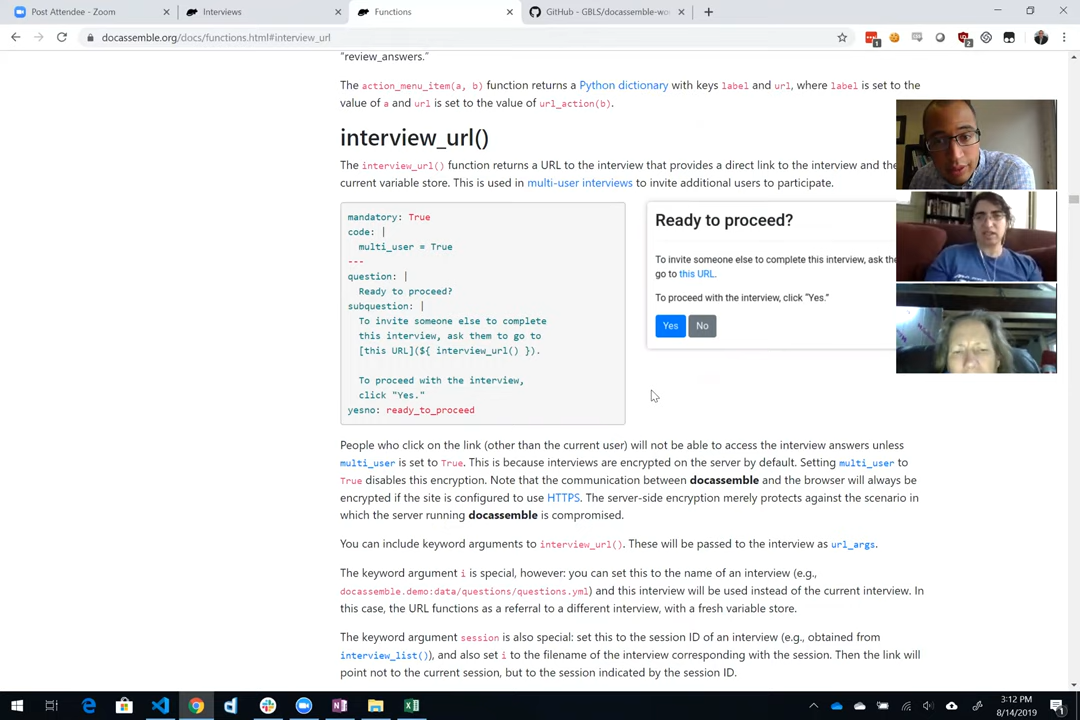 Post Attendee - Zoom
Interviews
Functions
GitHub - GBLS/docassemble-wo
docassemble.org/docs/functions.html#interview_url
"review_answers."
The action_menu_item(a, b) function returns a Python dictionary with keys label and url, where label is set to the
value of a and url is set to the value of url_action(b).
interview_url()
The interview_url() function returns a URL to the interview that provides a direct link to the interview and the
current variable store. This is used in multi-user interviews to invite additional users to participate.
mandatory: True
code: |
multi_user = True
---
question: |
Ready to proceed?
subquestion: |
To invite someone else to complete
this interview, ask them to go to
[this URL](${ interview_url() }).
To proceed with the interview,
click "Yes."
yesno: ready_to_proceed
Ready to proceed?
To invite someone else to complete this interview, ask the
go to this URL.
To proceed with the interview, click "Yes."
Yes No
People who click on the link (other than the current user) will not be able to access the interview answers unless
multi_user is set to True. This is because interviews are encrypted on the server by default. Setting multi_user to
True disables this encryption. Note that the communication between docassemble and the browser will always be
encrypted if the site is configured to use HTTPS. The server-side encryption merely protects against the scenario in
which the server running docassemble is compromised.
You can include keyword arguments to interview_url(). These will be passed to the interview as url_args.
The keyword argument i is special, however: you can set this to the name of an interview (e.g.,
docassemble.demo:data/questions/questions.yml) and this interview will be used instead of the current interview. In
this case, the URL functions as a referral to a different interview, with a fresh variable store.
The keyword argument session is also special: set this to the session ID of an interview (e.g., obtained from
interview_list()), and also set i to the filename of the interview corresponding with the session. Then the link will
point not to the current session, but to the session indicated by the session ID.
3:12 PM
8/14/2019